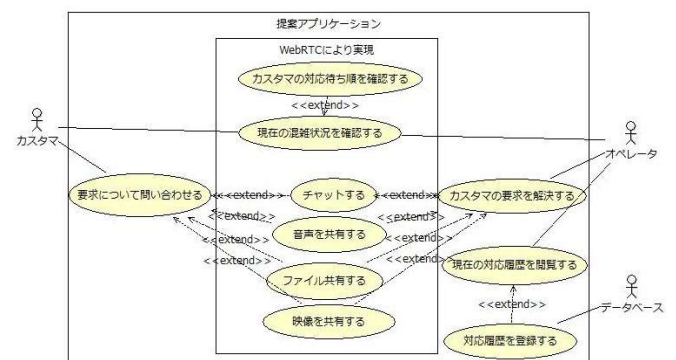 提案アプリケーション
WebRTCにより実現
カスタマの対応待ち順を確認する
<<extend>>
現在の混雑状況を確認する
カスタマ
オペレータ
要求について問い合わせる
<<extend>>
チャットする
<<extend>>
カスタマの要求を解決する
<<extend>>
音声を共有する
<<extend>>
<<extend>>
<<extend>>
ファイル共有する
<<extend>>
<<extend>>
現在の対応履歴を閲覧する
映像を共有する
<<extend>>
データベース
対応履歴を登録する